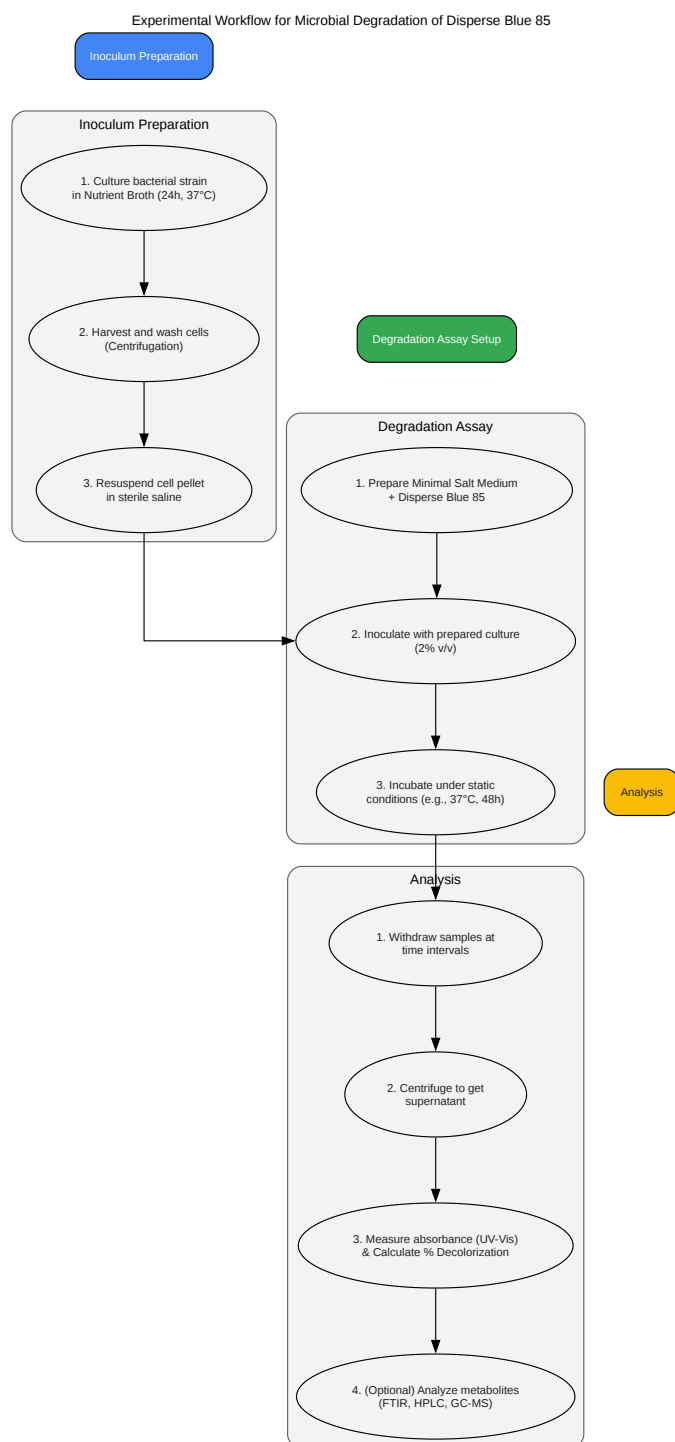 Experimental Workflow for Microbial Degradation of Disperse Blue 85
Inoculum Preparation
Inoculum Preparation
1. Culture bacterial strain
in Nutrient Broth (24h, 37°C)
2. Harvest and wash cells
(Centrifugation)
3. Resuspend cell pellet
in sterile saline
Degradation Assay Setup
Degradation Assay
1. Prepare Minimal Salt Medium
+ Disperse Blue 85
2. Inoculate with prepared culture
(2% v/v)
3. Incubate under static
conditions (e.g., 37°C, 48h)
Analysis
Analysis
1. Withdraw samples at
time intervals
2. Centrifuge to get
supernatant
3. Measure absorbance (UV-Vis)
& Calculate % Decolorization
4. (Optional) Analyze metabolites
(FTIR, HPLC, GC-MS)